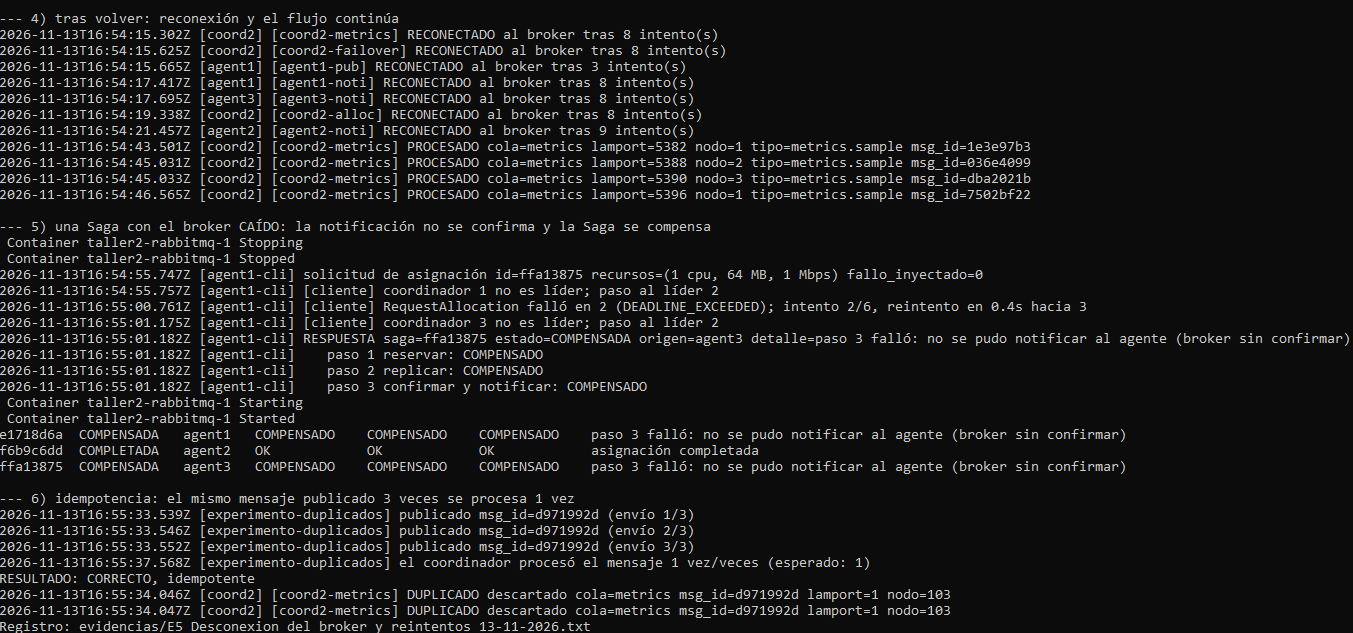 --- 4) tras volver: reconexión y el flujo continúa
2026-11-13T16:54:15.302Z [coord2] [coord2-metrics] RECONECTADO al broker tras 8 intento(s)
2026-11-13T16:54:15.625Z [coord2] [coord2-failover] RECONECTADO al broker tras 8 intento(s)
2026-11-13T16:54:15.665Z [agent1] [agent1-pub] RECONECTADO al broker tras 3 intento(s)
2026-11-13T16:54:17.417Z [agent1] [agent1-noti] RECONECTADO al broker tras 8 intento(s)
2026-11-13T16:54:17.695Z [agent3] [agent3-noti] RECONECTADO al broker tras 8 intento(s)
2026-11-13T16:54:19.338Z [coord2] [coord2-alloc] RECONECTADO al broker tras 8 intento(s)
2026-11-13T16:54:21.457Z [agent2] [agent2-noti] RECONECTADO al broker tras 9 intento(s)
2026-11-13T16:54:43.501Z [coord2] [coord2-metrics] PROCESADO cola=metrics lamport=5382 nodo=1 tipo=metrics.sample msg_id=1e3e97b3
2026-11-13T16:54:45.031Z [coord2] [coord2-metrics] PROCESADO cola=metrics lamport=5388 nodo=2 tipo=metrics.sample msg_id=036e4099
2026-11-13T16:54:45.033Z [coord2] [coord2-metrics] PROCESADO cola=metrics lamport=5390 nodo=3 tipo=metrics.sample msg_id=dba2021b
2026-11-13T16:54:46.565Z [coord2] [coord2-metrics] PROCESADO cola=metrics lamport=5396 nodo=1 tipo=metrics.sample msg_id=7502bf22
--- 5) una Saga con el broker CAÍDO: la notificación no se confirma y la Saga se compensa
Container taller2-rabbitmq-1 Stopping
Container taller2-rabbitmq-1 Stopped
2026-11-13T16:54:55.747Z [agent1-cli] solicitud de asignación id=ffa13875 recursos=(1 cpu, 64 MB, 1 Mbps) fallo_inyectado=0
2026-11-13T16:54:55.757Z [agent1-cli] [cliente] coordinador 1 no es líder; paso al líder 2
2026-11-13T16:55:00.761Z [agent1-cli] [cliente] RequestAllocation falló en 2 (DEADLINE_EXCEEDED); intento 2/6, reintento en 0.4s hacia 3
2026-11-13T16:55:01.175Z [agent1-cli] [cliente] coordinador 3 no es líder; paso al líder 2
2026-11-13T16:55:01.182Z [agent1-cli] RESPUESTA saga=ffa13875 estado=COMPENSADA origen=agent3 detalle=paso 3 falló: no se pudo notificar al agente (broker sin confirmar)
2026-11-13T16:55:01.182Z [agent1-cli]    paso 1 reservar: COMPENSADO
2026-11-13T16:55:01.182Z [agent1-cli]    paso 2 replicar: COMPENSADO
2026-11-13T16:55:01.182Z [agent1-cli]    paso 3 confirmar y notificar: COMPENSADO
Container taller2-rabbitmq-1 Starting
Container taller2-rabbitmq-1 Started
e1718d6a  COMPENSADA   agent1   COMPENSADO    COMPENSADO    COMPENSADO    paso 3 falló: no se pudo notificar al agente (broker sin confirmar)
f6b9c6dd  COMPLETADA   agent2   OK            OK            OK            asignación completada
ffa13875  COMPENSADA   agent3   COMPENSADO    COMPENSADO    COMPENSADO    paso 3 falló: no se pudo notificar al agente (broker sin confirmar)
--- 6) idempotencia: el mismo mensaje publicado 3 veces se procesa 1 vez
2026-11-13T16:55:33.539Z [experimento-duplicados] publicado msg_id=d971992d (envío 1/3)
2026-11-13T16:55:33.546Z [experimento-duplicados] publicado msg_id=d971992d (envío 2/3)
2026-11-13T16:55:33.552Z [experimento-duplicados] publicado msg_id=d971992d (envío 3/3)
2026-11-13T16:55:37.568Z [experimento-duplicados] el coordinador procesó el mensaje 1 vez/veces (esperado: 1)
RESULTADO: CORRECTO, idempotente
2026-11-13T16:55:34.046Z [coord2] [coord2-metrics] DUPLICADO descartado cola=metrics msg_id=d971992d lamport=1 nodo=103
2026-11-13T16:55:34.047Z [coord2] [coord2-metrics] DUPLICADO descartado cola=metrics msg_id=d971992d lamport=1 nodo=103
Registro: evidencias/E5 Desconexion del broker y reintentos 13-11-2026.txt